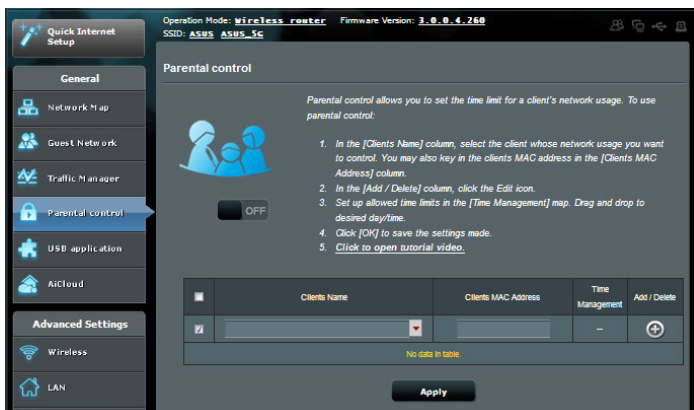 Quick Internet
Setup
Operation Mode: Wireless router Firmware Version: 3.0.0.4.260
SSID: ASUS ASUS_5G
General
Network Map
Guest Network
Traffic Manager
Parental control
USB application
AiCloud
Advanced Settings
Wireless
LAN
Parental control
Parental control allows you to set the time limit for a client's network usage. To use
parental control:
1. In the [Clients Name] column, select the client whose network usage you want
to control. You may also key in the clients MAC address in the [Clients MAC
Address] column.
2. In the [Add / Delete] column, click the Edit icon.
3. Set up allowed time limits in the [Time Management] map. Drag and drop to
desired day/time.
4. Click [OK] to save the settings made.
5. Click to open tutorial video.
OFF
Clients Name Clients MAC Address Time Management Add / Delete
–
No data in table.
Apply